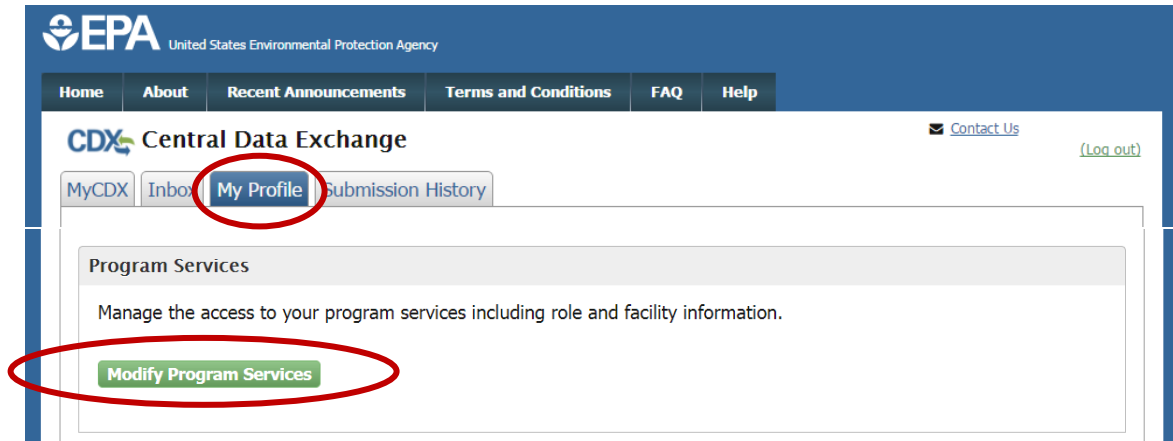 EPA United States Environmental Protection Agency
Home About Recent Announcements Terms and Conditions FAQ Help
CDX Central Data Exchange
Contact Us
(Log out)
MyCDX Inbox My Profile Submission History
Program Services
Manage the access to your program services including role and facility information.
Modify Program Services